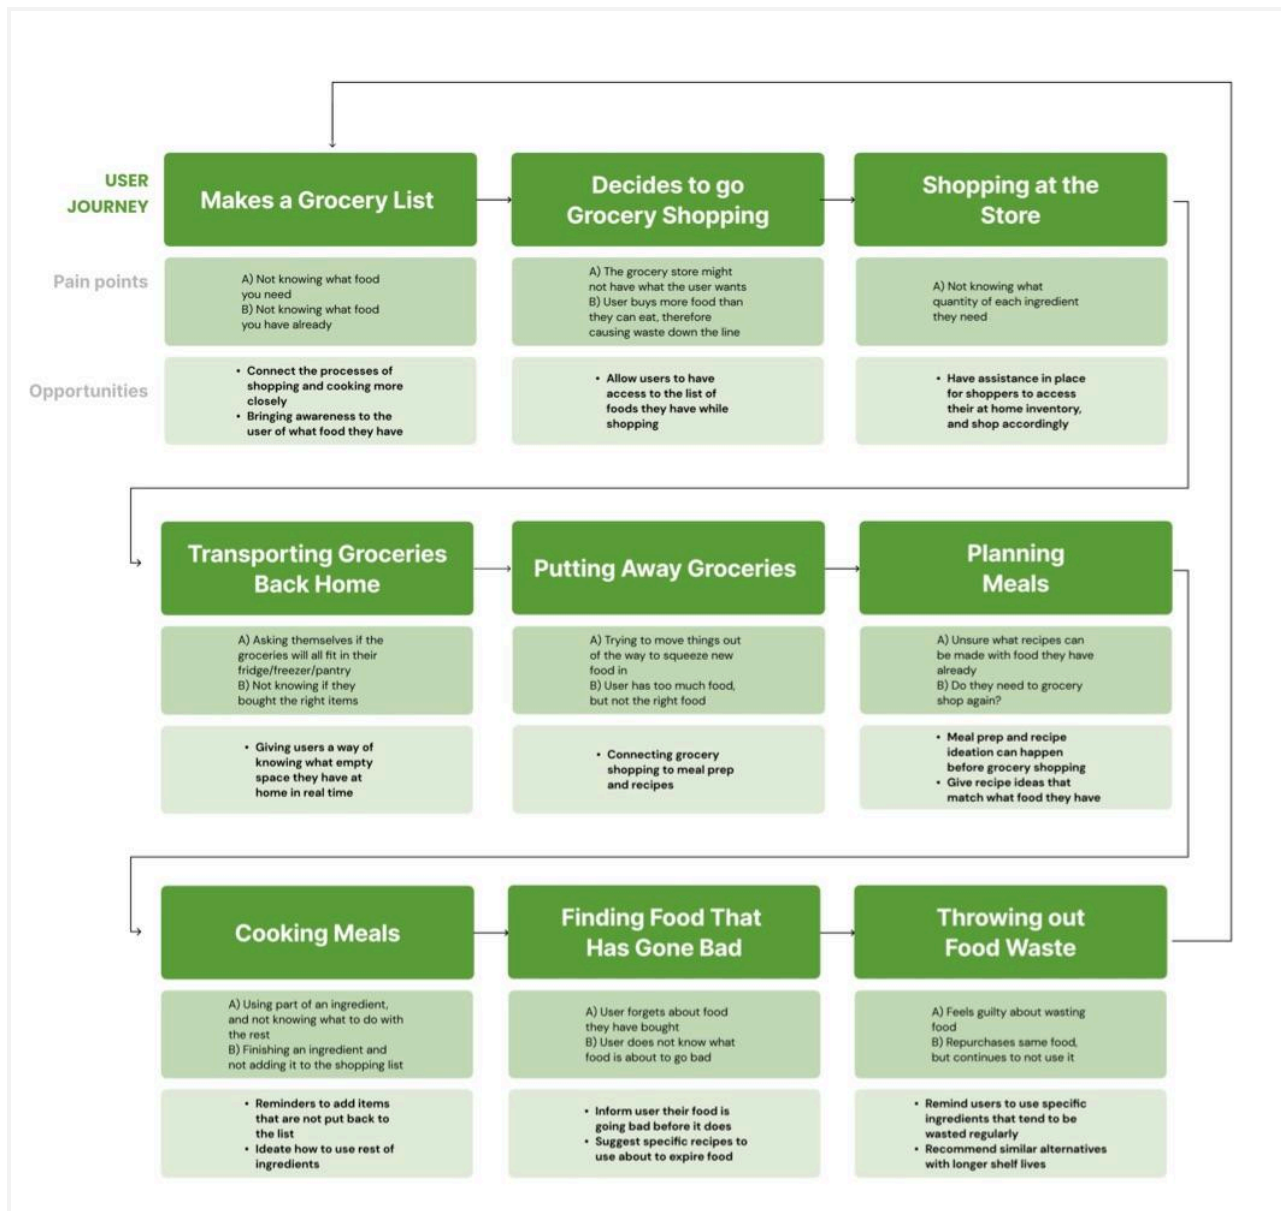 USER
JOURNEY
Makes a Grocery List
Decides to go
Grocery Shopping
Shopping at the
Store
Pain points
A) Not knowing what food
you need
B) Not knowing what food
you have already
A) The grocery store might
not have what the user wants
B) User buys more food than
they can eat, therefore
causing waste down the line
A) Not knowing what
quantity of each ingredient
they need
Opportunities
• Connect the processes of
shopping and cooking more
closely
• Bringing awareness to the
user of what food they have
• Allow users to have
access to the list of
foods they have while
shopping
• Have assistance in place
for shoppers to access
their at home inventory,
and shop accordingly
Transporting Groceries
Back Home
Putting Away Groceries
Planning
Meals
A) Asking themselves if the
groceries will all fit in their
fridge/freezer/pantry
B) Not knowing if they
bought the right items
A) Trying to move things out
of the way to squeeze new
food in
B) User has too much food,
but not the right food
A) Unsure what recipes can
be made with food they have
already
B) Do they need to grocery
shop again?
• Giving users a way of
knowing what empty
space they have at
home in real time
• Connecting grocery
shopping to meal prep
and recipes
• Meal prep and recipe
ideation can happen
before grocery shopping
• Give recipe ideas that
match what food they have
Cooking Meals
Finding Food That
Has Gone Bad
Throwing out
Food Waste
A) Using part of an ingredient,
and not knowing what to do with
the rest
B) Finishing an ingredient and
not adding it to the shopping list
A) User forgets about food
they have bought
B) User does not know what
food is about to go bad
A) Feels guilty about wasting
food
B) Repurchases same food,
but continues to not use it
• Reminders to add items
that are not put back to
the list
• Ideate how to use rest of
ingredients
• Inform user their food is
going bad before it does
• Suggest specific recipes to
use about to expire food
• Remind users to use specific
ingredients that tend to be
wasted regularly
• Recommend similar alternatives
with longer shelf lives